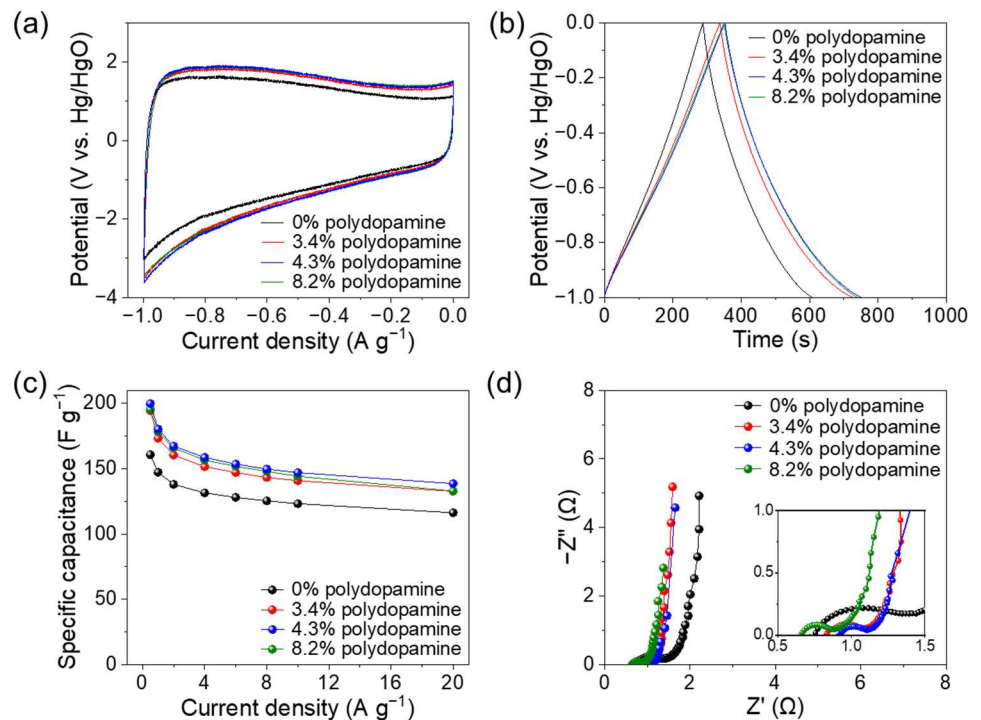 (a)
Potential (V vs. Hg/HgO)
2
0
−2
−4
−1.0
−0.8
−0.6
−0.4
−0.2
0.0
Current density (A g⁻¹)
0% polydopamine
3.4% polydopamine
4.3% polydopamine
8.2% polydopamine
(b)
Potential (V vs. Hg/HgO)
0.0
−0.2
−0.4
−0.6
−0.8
−1.0
0
200
400
600
800
1000
Time (s)
0% polydopamine
3.4% polydopamine
4.3% polydopamine
8.2% polydopamine
(c)
Specific capacitance (F g⁻¹)
200
150
100
50
0
0
4
8
12
16
20
Current density (A g⁻¹)
0% polydopamine
3.4% polydopamine
4.3% polydopamine
8.2% polydopamine
(d)
−Z" (Ω)
8
6
4
2
0
0
2
4
6
8
Z' (Ω)
0% polydopamine
3.4% polydopamine
4.3% polydopamine
8.2% polydopamine
1.0
0.5
0.0
0.5
1.0
1.5